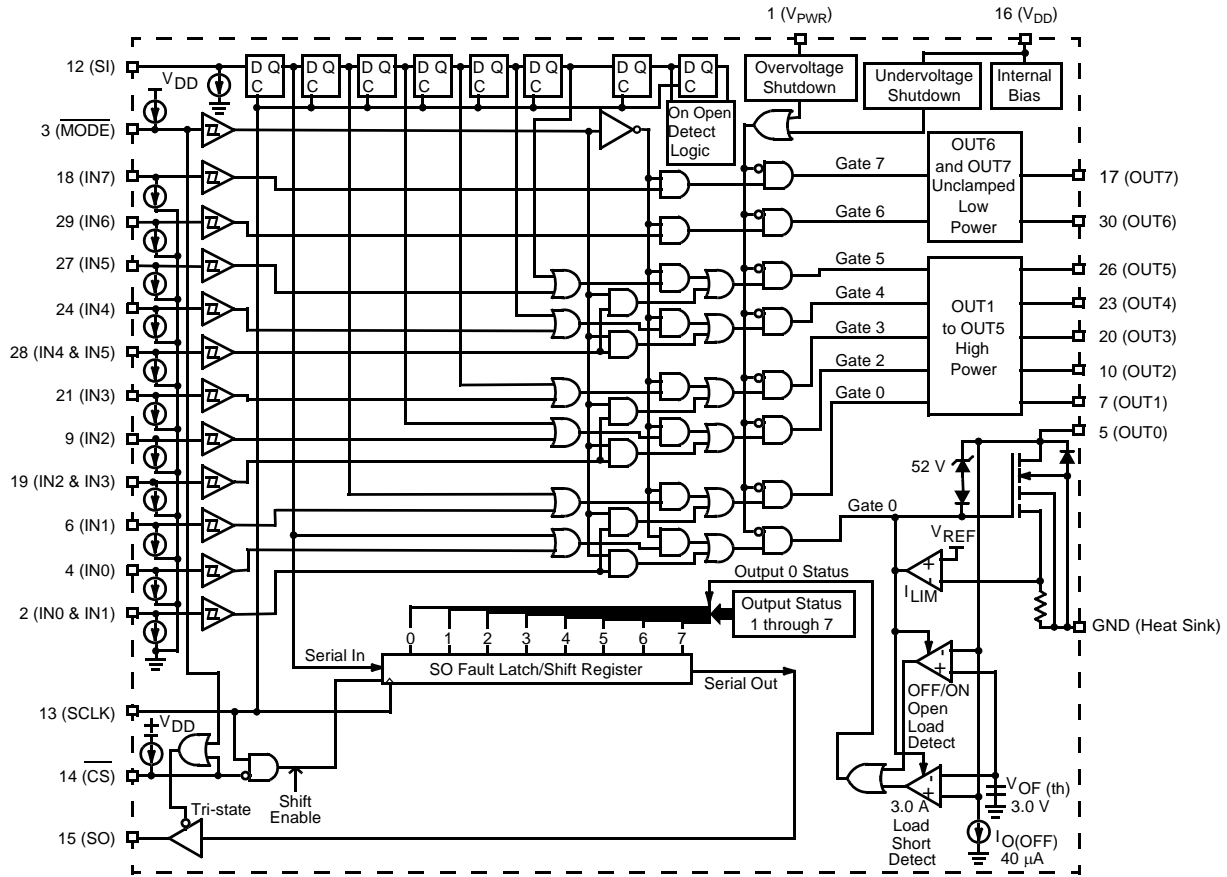 1 (VPWR)
16 (VDD)
12 (SI)
VDD
D Q
C
D Q
C
D Q
C
D Q
C
D Q
C
D Q
C
D Q
C
D Q
C
Overvoltage
Shutdown
Undervoltage
Shutdown
Internal
Bias
On Open
Detect
Logic
3 (MODE)
18 (IN7)
29 (IN6)
27 (IN5)
24 (IN4)
28 (IN4 & IN5)
21 (IN3)
9 (IN2)
19 (IN2 & IN3)
6 (IN1)
4 (IN0)
2 (IN0 & IN1)
Gate 7
Gate 6
Gate 5
Gate 4
Gate 3
Gate 2
Gate 0
Gate 0
OUT6
and OUT7
Unclamped
Low
Power
OUT1
to OUT5
High
Power
17 (OUT7)
30 (OUT6)
26 (OUT5)
23 (OUT4)
20 (OUT3)
10 (OUT2)
7 (OUT1)
5 (OUT0)
52 V
VREF
+
-
ILIM
GND (Heat Sink)
Output 0 Status
Output Status
1 through 7
0 1 2 3 4 5 6 7
Serial In
SO Fault Latch/Shift Register
Serial Out
-
+
OFF/ON
Open
Load
Detect
13 (SCLK)
VDD
14 (CS)
Shift
Enable
Tri-state
15 (SO)
-
+
3.0 A
Load
Short
Detect
VOF (th)
3.0 V
IO(OFF)
40 µA